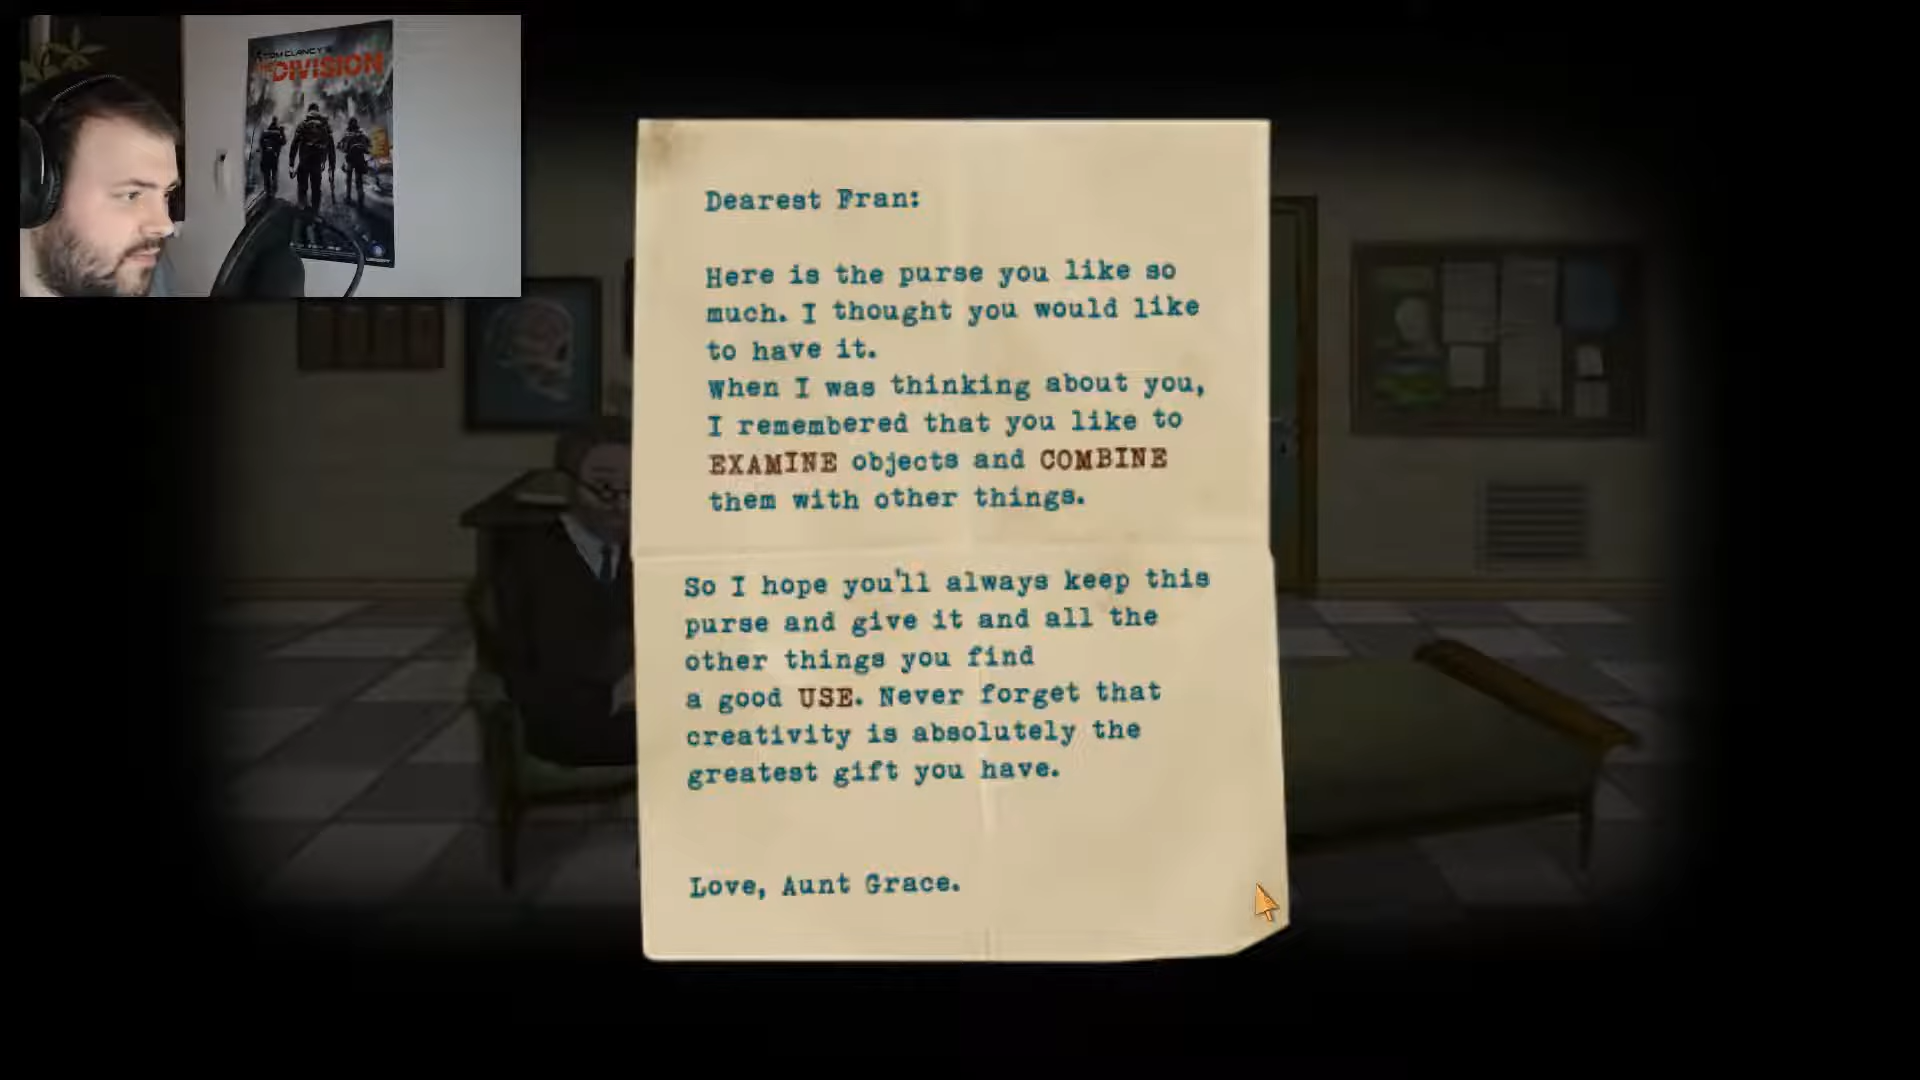 TOM CLANCY'S
THE DIVISION
Dearest Fran:
Here is the purse you like so
much. I thought you would like
to have it.
When I was thinking about you,
I remembered that you like to
EXAMINE objects and COMBINE
them with other things.
So I hope you'll always keep this
purse and give it and all the
other things you find
a good USE. Never forget that
creativity is absolutely the
greatest gift you have.
Love, Aunt Grace.